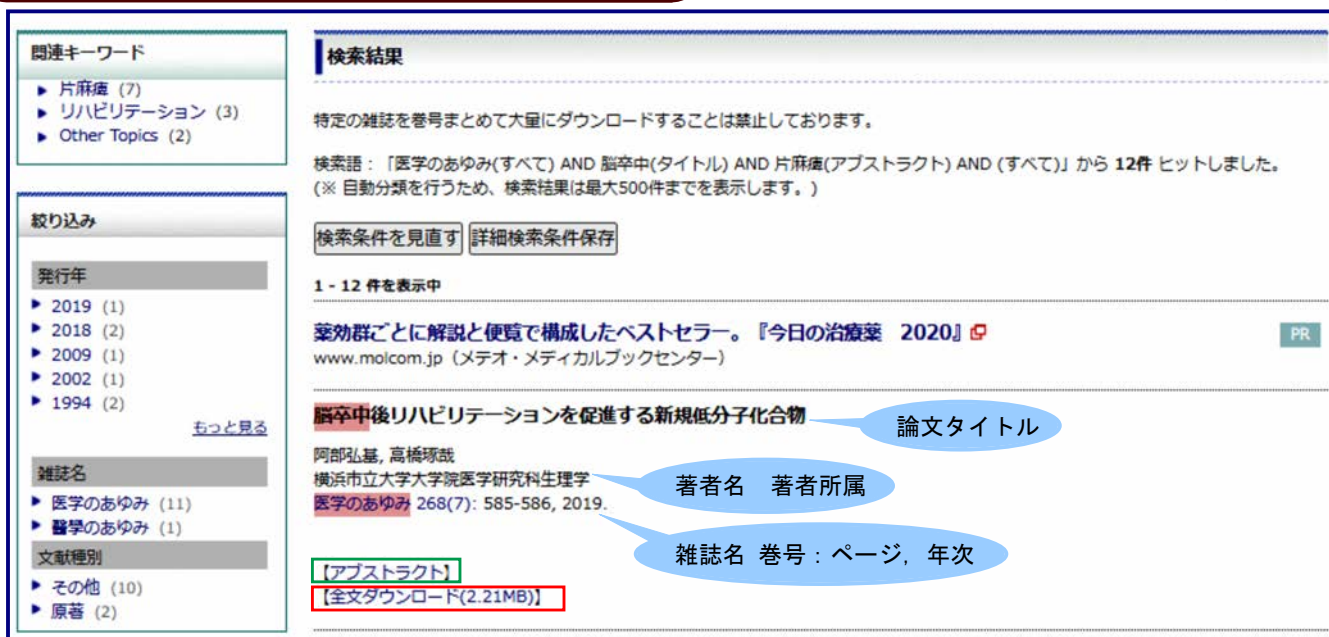 関連キーワード
片麻痺 (7)
リハビリテーション (3)
Other Topics (2)
絞り込み
発行年
2019 (1)
2018 (2)
2009 (1)
2002 (1)
1994 (2)
もっと見る
雑誌名
医学のあゆみ (11)
醫學のあゆみ (1)
文献種別
その他 (10)
原著 (2)
検索結果
特定の雑誌を巻号まとめて大量にダウンロードすることは禁止しております。
検索語：「医学のあゆみ(すべて) AND 脳卒中(タイトル) AND 片麻痺(アブストラクト) AND (すべて)」から 12件 ヒットしました。
(※ 自動分類を行うため、検索結果は最大500件までを表示します。)
検索条件を見直す 詳細検索条件保存
1 - 12 件を表示中
薬効群ごとに解説と便覧で構成したベストセラー。『今日の治療薬　2020』
PR
www.molcom.jp（メテオ・メディカルブックセンター）
脳卒中後リハビリテーションを促進する新規低分子化合物
論文タイトル
阿部弘基, 高橋琢哉
横浜市立大学大学院医学研究科生理学
著者名　著者所属
医学のあゆみ 268(7): 585-586, 2019.
雑誌名 巻号：ページ，年次
【アブストラクト】
【全文ダウンロード(2.21MB)】